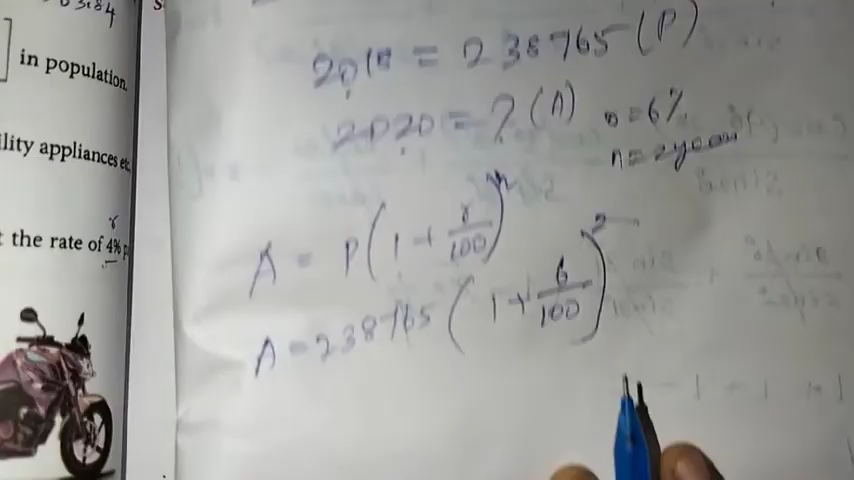 in population.
ility appliances etc
r
the rate of 4% p
2018 = 238765 (P)
2020 = ? (A) r = 6%
n = 2 years
A = P(1+r/100)^n
A = 238765 (1+6/100)^2